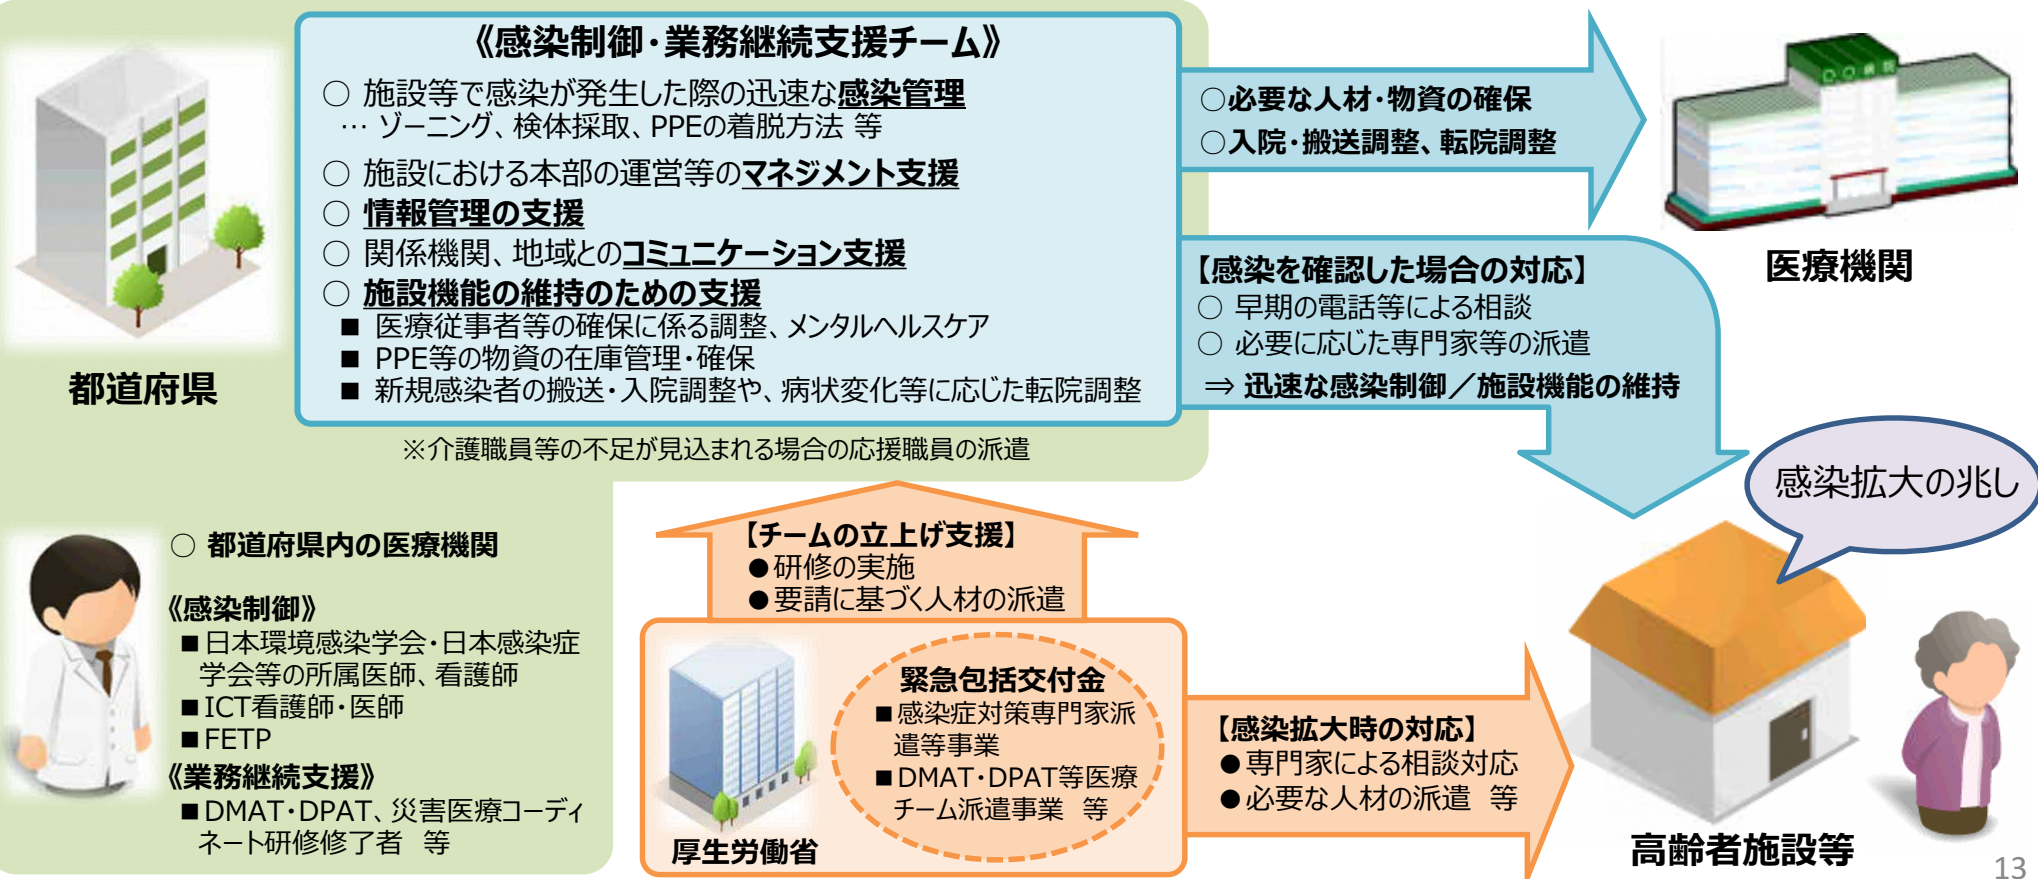 《感染制御・業務継続支援チーム》
○ 施設等で感染が発生した際の迅速な感染管理
… ゾーニング、検体採取、PPEの着脱方法 等
○ 施設における本部の運営等のマネジメント支援
○ 情報管理の支援
○ 関係機関、地域とのコミュニケーション支援
○ 施設機能の維持のための支援
■ 医療従事者等の確保に係る調整、メンタルヘルスケア
■ PPE等の物資の在庫管理・確保
■ 新規感染者の搬送・入院調整や、病状変化等に応じた転院調整
※介護職員等の不足が見込まれる場合の応援職員の派遣
都道府県
○必要な人材・物資の確保
○入院・搬送調整、転院調整
〇〇病院
医療機関
【感染を確認した場合の対応】
○ 早期の電話等による相談
○ 必要に応じた専門家等の派遣
⇒ 迅速な感染制御／施設機能の維持
感染拡大の兆し
○ 都道府県内の医療機関
《感染制御》
■日本環境感染学会・日本感染症
学会等の所属医師、看護師
■ICT看護師・医師
■FETP
《業務継続支援》
■DMAT・DPAT、災害医療コーディ
ネート研修修了者 等
【チームの立上げ支援】
●研修の実施
●要請に基づく人材の派遣
緊急包括交付金
■感染症対策専門家派
遣等事業
■DMAT・DPAT等医療
チーム派遣事業 等
厚生労働省
【感染拡大時の対応】
●専門家による相談対応
●必要な人材の派遣 等
高齢者施設等
13